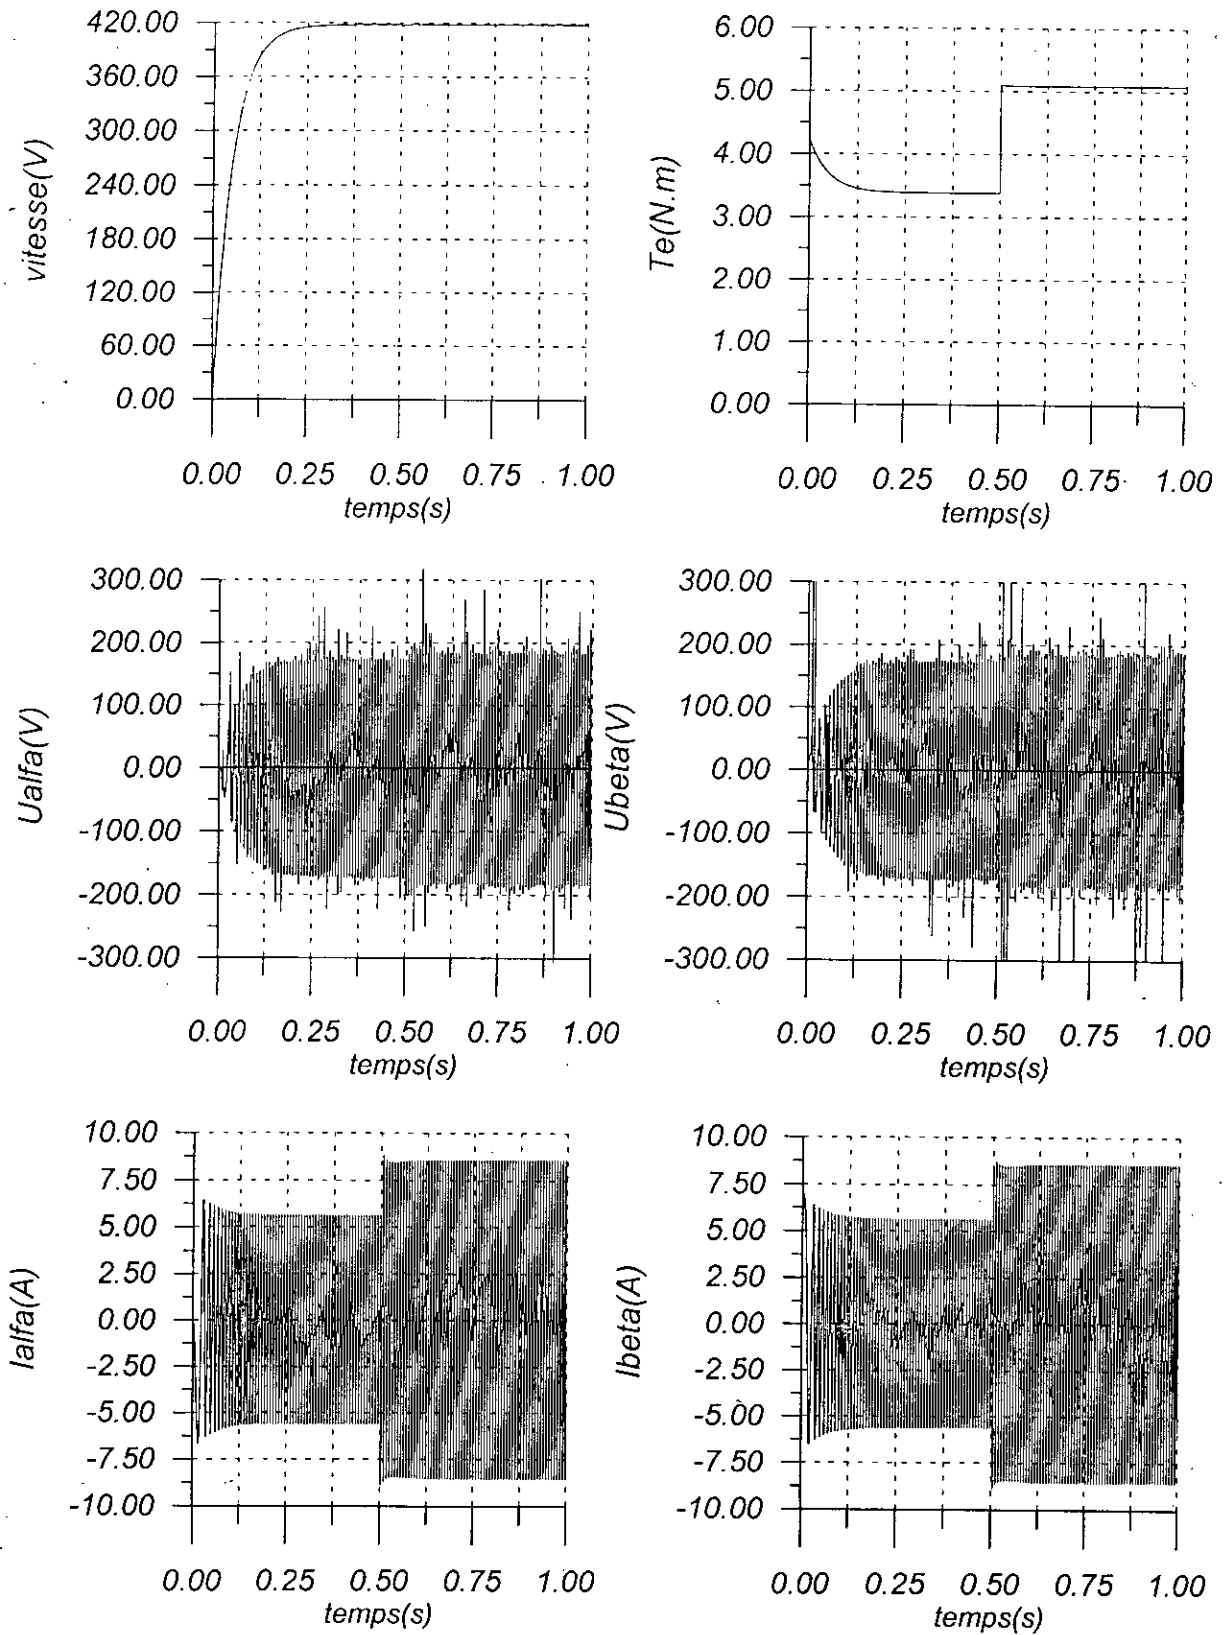 420.00
360.00
300.00
240.00
180.00
120.00
60.00
0.00
vitesse(V)
0.00 0.25 0.50 0.75 1.00
temps(s)
6.00
5.00
4.00
3.00
2.00
1.00
0.00
Te(N.m)
0.00 0.25 0.50 0.75 1.00
temps(s)
300.00
200.00
100.00
0.00
-100.00
-200.00
-300.00
Ualfa(V)
0.00 0.25 0.50 0.75 1.00
temps(s)
300.00
200.00
100.00
0.00
-100.00
-200.00
-300.00
Ubeta(V)
0.00 0.25 0.50 0.75 1.00
temps(s)
10.00
7.50
5.00
2.50
0.00
-2.50
-5.00
-7.50
-10.00
Ialfa(A)
0.00 0.25 0.50 0.75 1.00
temps(s)
10.00
7.50
5.00
2.50
0.00
-2.50
-5.00
-7.50
-10.00
Ibeta(A)
0.00 0.25 0.50 0.75 1.00
temps(s)